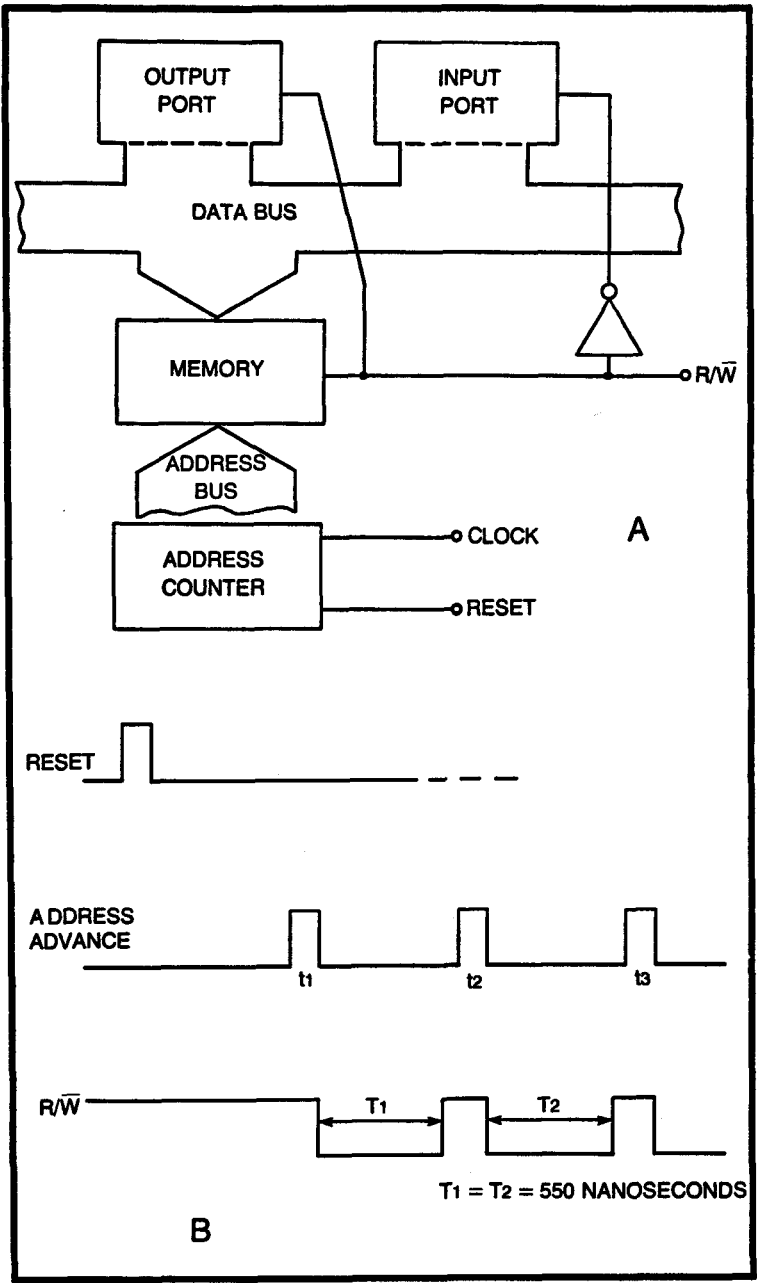 OUTPUT
PORT
INPUT
PORT
DATA BUS
MEMORY
R/W̅
ADDRESS
BUS
ADDRESS
COUNTER
CLOCK
RESET
A
RESET
ADDRESS
ADVANCE
t1
t2
t3
R/W̅
T1
T2
T1 = T2 = 550 NANOSECONDS
B